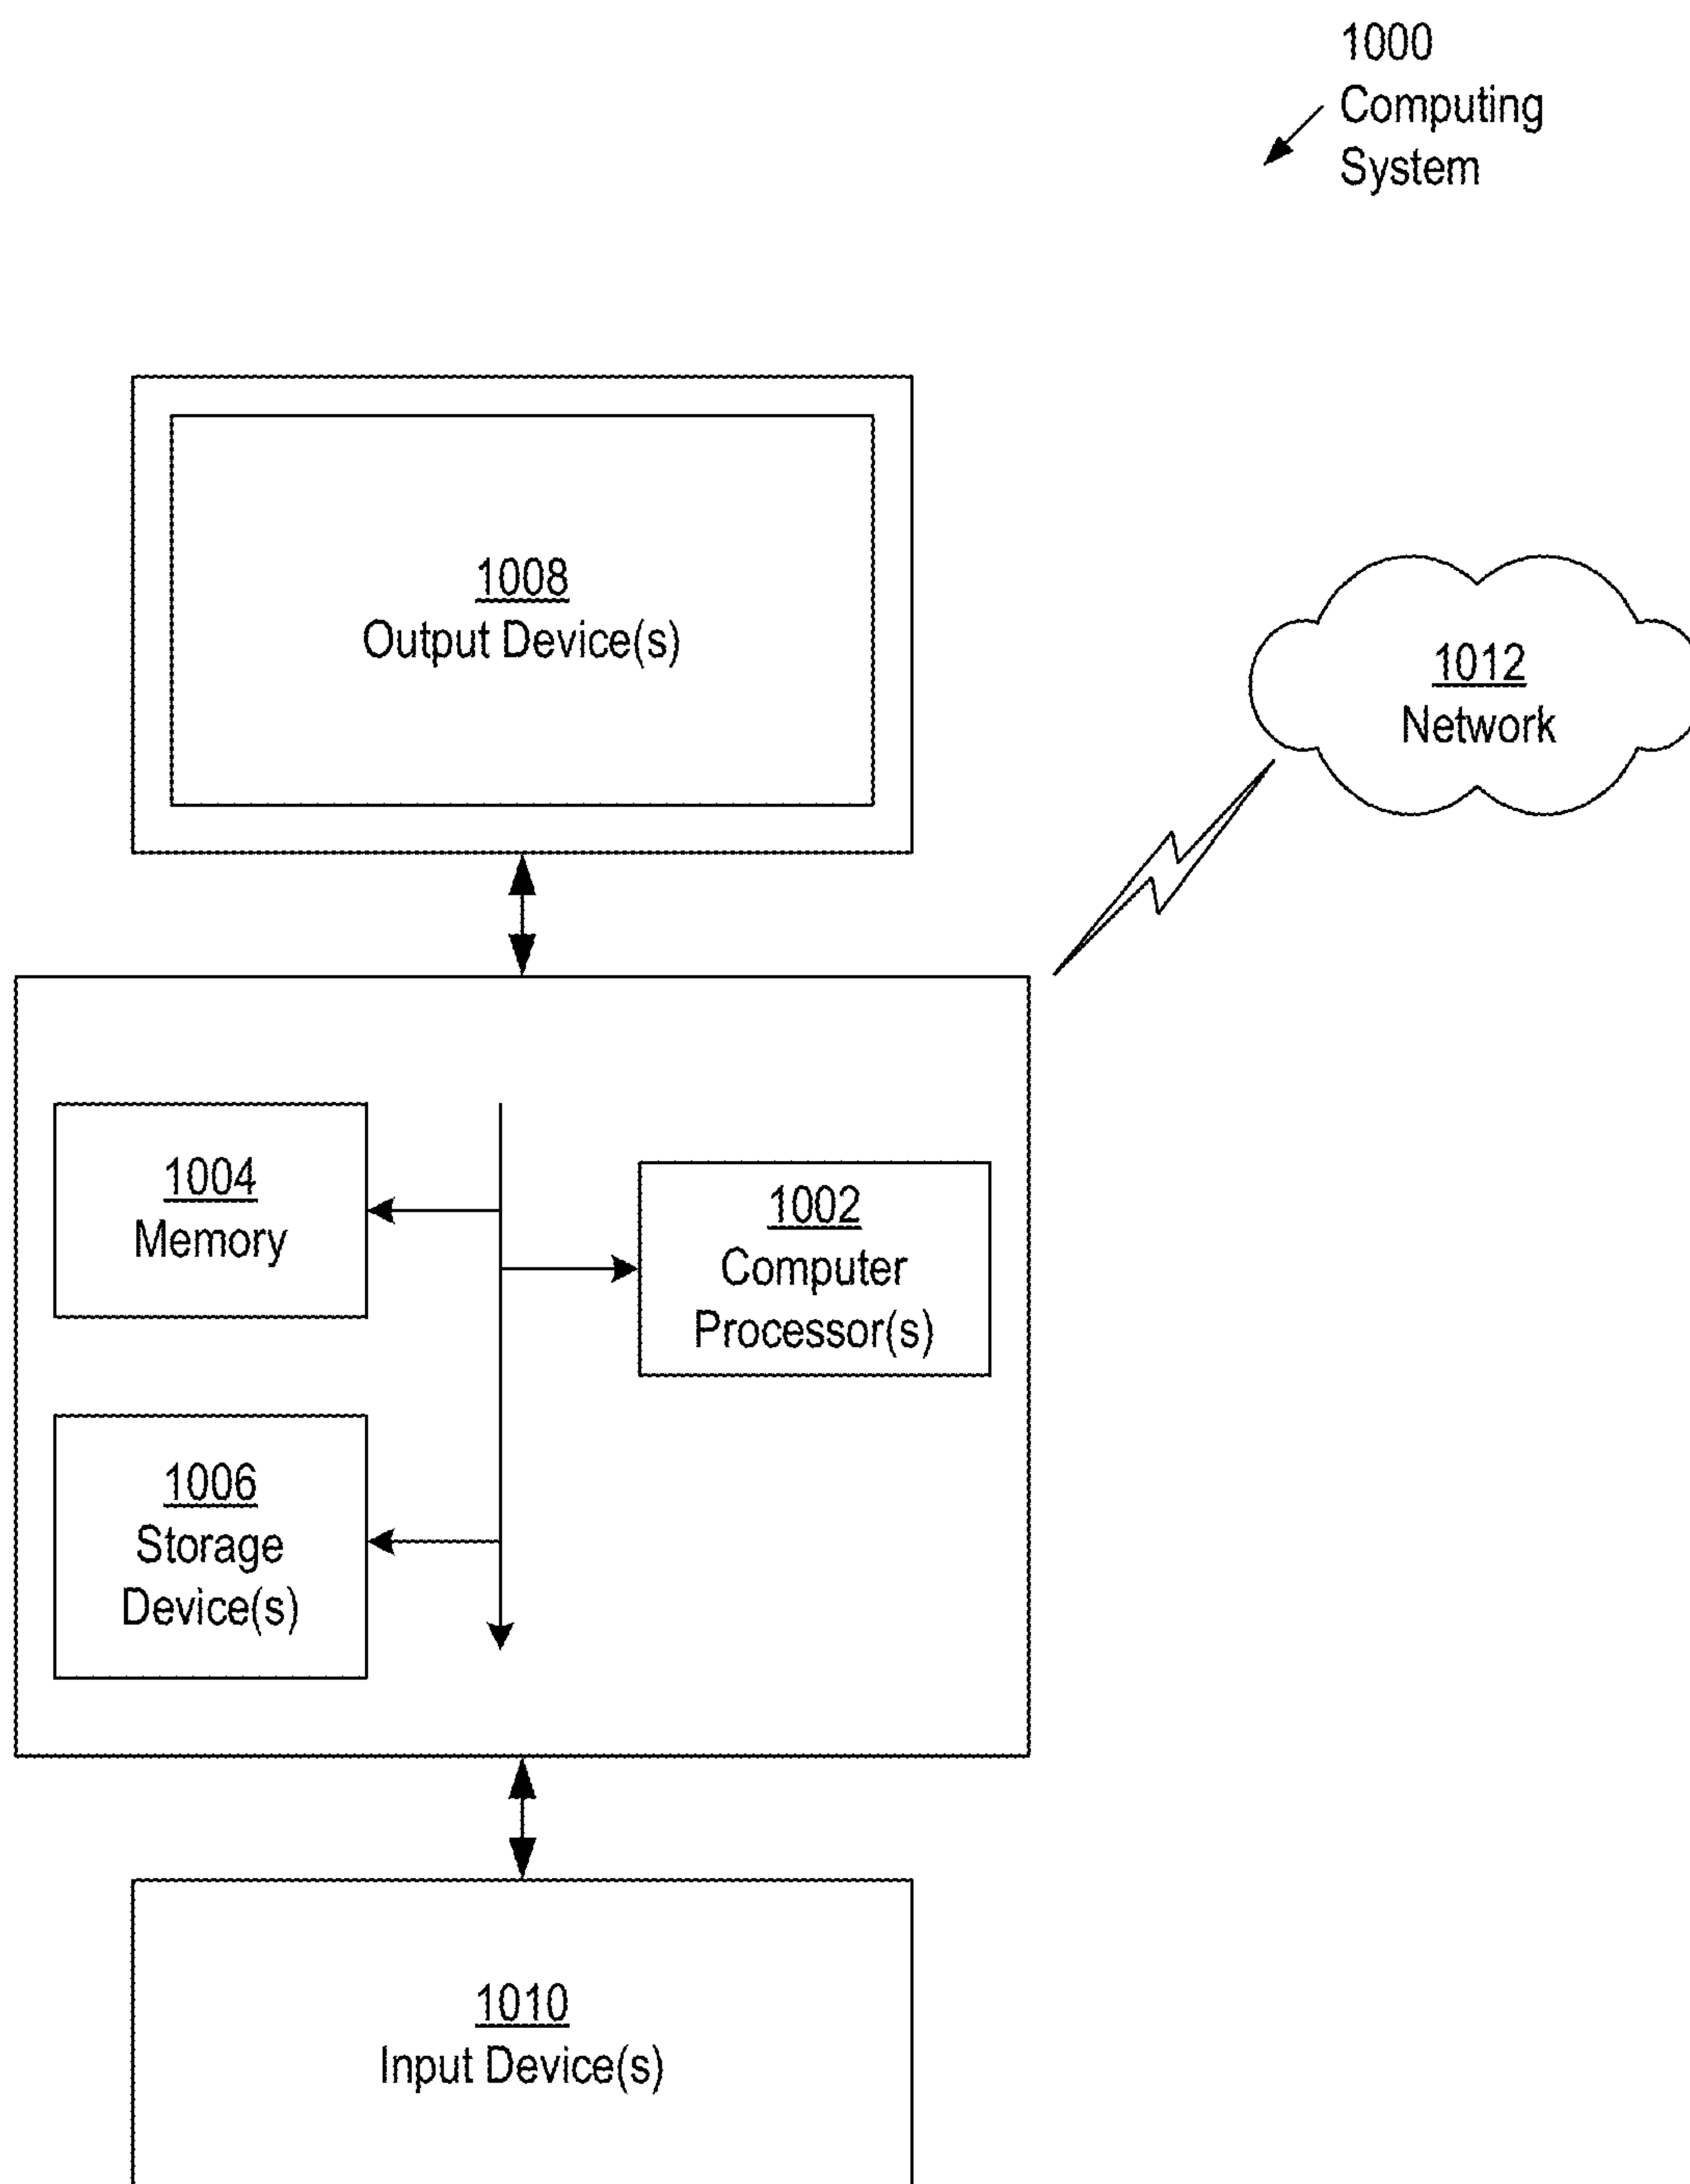 1000
Computing
System
1008
Output Device(s)
1012
Network
1004
Memory
1002
Computer
Processor(s)
1006
Storage
Device(s)
1010
Input Device(s)